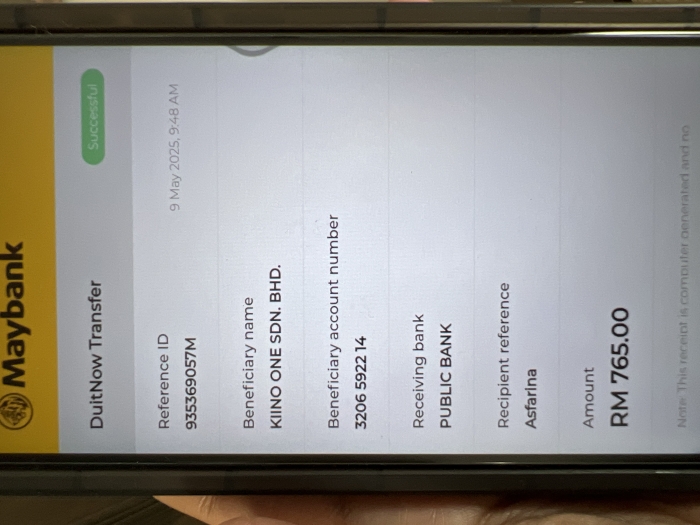 Maybank
DuitNow Transfer
Successful
Reference ID
935369057M
9 May 2025, 9:48 AM
Beneficiary name
KIINO ONE SDN. BHD.
Beneficiary account number
3206 5922 14
Receiving bank
PUBLIC BANK
Recipient reference
Asfarina
Amount
RM 765.00
Note: This receipt is computer generated and no